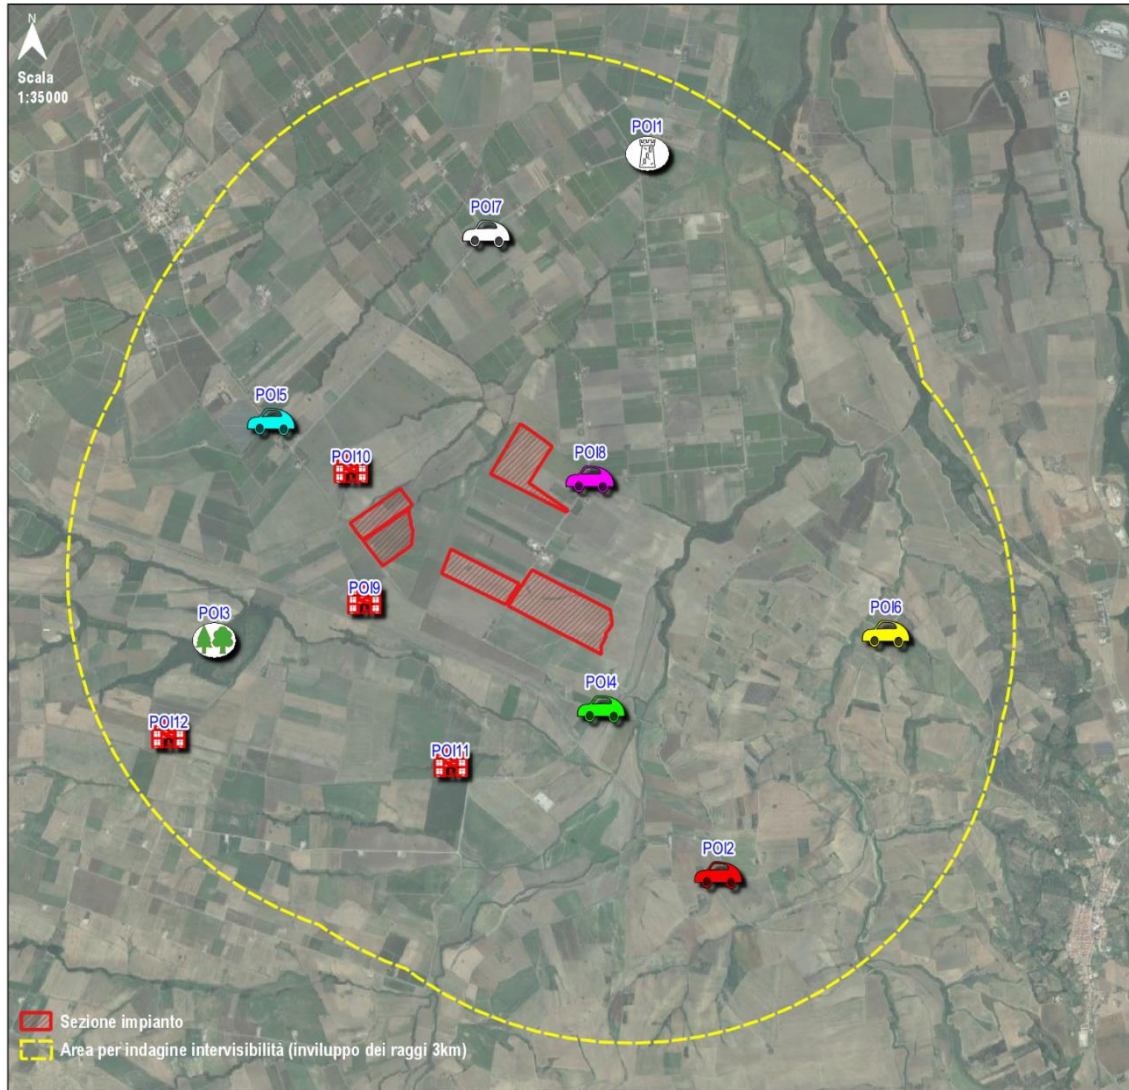 N
Scala
1:35000
POI1
POI7
POI5
POI10
POI8
POI9
POI3
POI6
POI4
POI12
POI11
POI2
Sezione impianto
Area per indagine intervisibilità (inviluppo dei raggi 3km)